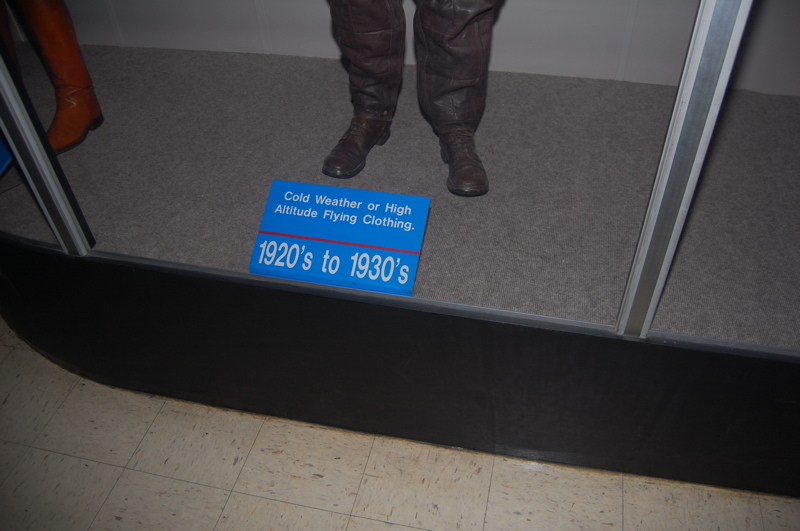 Cold Weather or High
Altitude Flying Clothing.
1920's to 1930's